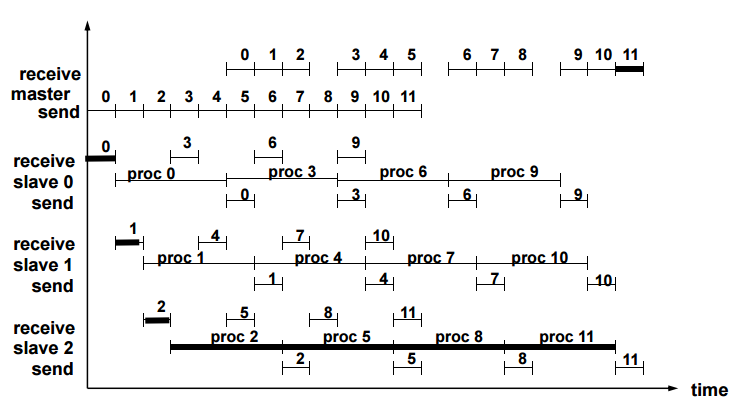 0 1 2 3 4 5 6 7 8 9 10 11
receive
master
0 1 2 3 4 5 6 7 8 9 10 11
send
0 3 6 9
receive
proc 0 proc 3 proc 6 proc 9
slave 0
send 0 3 6 9
1 4 7 10
receive
proc 1 proc 4 proc 7 proc 10
slave 1
send 1 4 7 10
2 5 8 11
receive
proc 2 proc 5 proc 8 proc 11
slave 2
send 2 5 8 11
time